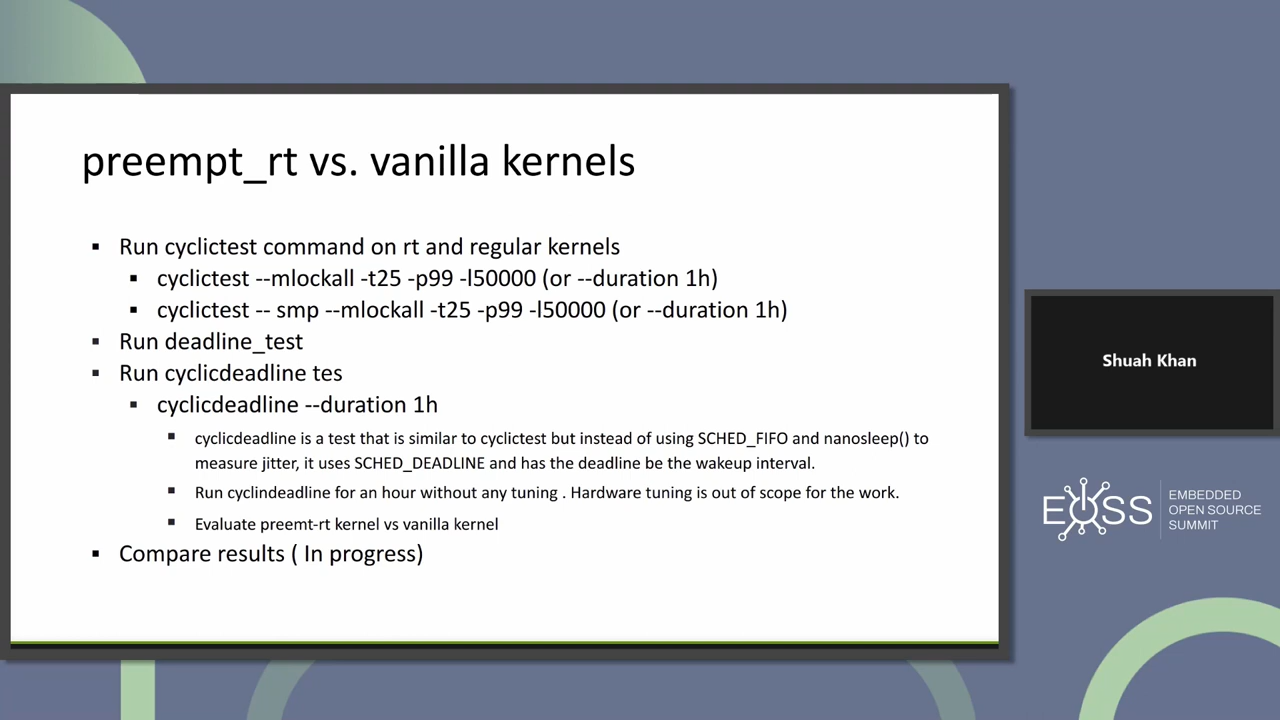 preempt_rt vs. vanilla kernels
Run cyclictest command on rt and regular kernels
cyclictest --mlockall -t25 -p99 -l50000 (or --duration 1h)
cyclictest -- smp --mlockall -t25 -p99 -l50000 (or --duration 1h)
Run deadline_test
Run cyclicdeadline tes
cyclicdeadline --duration 1h
cyclicdeadline is a test that is similar to cyclictest but instead of using SCHED_FIFO and nanosleep() to
measure jitter, it uses SCHED_DEADLINE and has the deadline be the wakeup interval.
Run cyclindeadline for an hour without any tuning . Hardware tuning is out of scope for the work.
Evaluate preemt-rt kernel vs vanilla kernel
Compare results ( In progress)
Shuah Khan
EOSS
EMBEDDED
OPEN SOURCE
SUMMIT